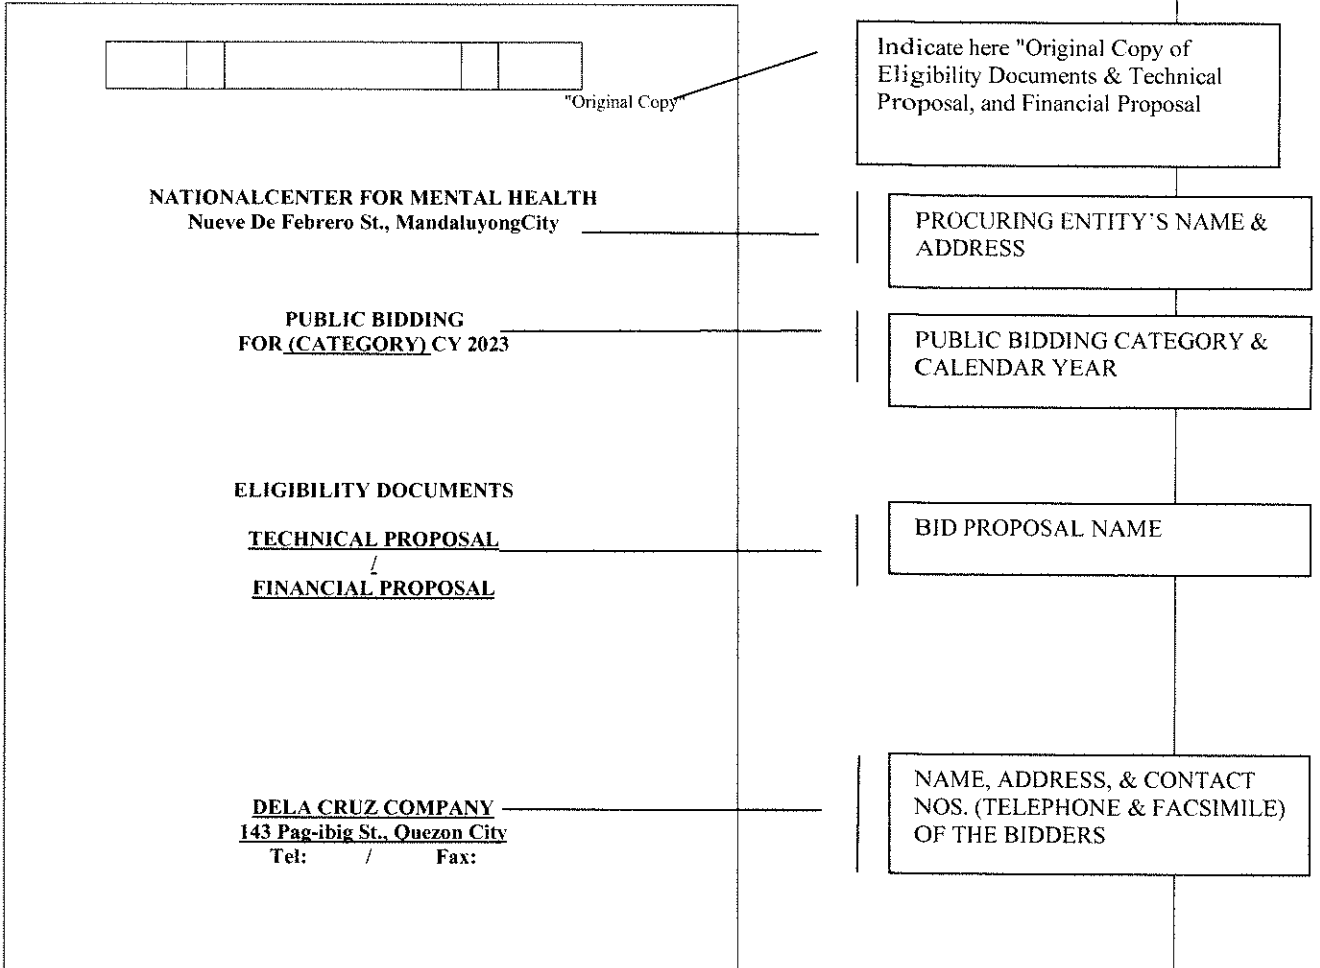 "Original Copy"
Indicate here "Original Copy of
Eligibility Documents & Technical
Proposal, and Financial Proposal
NATIONALCENTER FOR MENTAL HEALTH
Nueve De Febrero St., MandaluyongCity
PROCURING ENTITY'S NAME &
ADDRESS
PUBLIC BIDDING
FOR (CATEGORY) CY 2023
PUBLIC BIDDING CATEGORY &
CALENDAR YEAR
ELIGIBILITY DOCUMENTS
TECHNICAL PROPOSAL
/
FINANCIAL PROPOSAL
BID PROPOSAL NAME
DELA CRUZ COMPANY
143 Pag-ibig St., Quezon City
Tel: / Fax:
NAME, ADDRESS, & CONTACT
NOS. (TELEPHONE & FACSIMILE)
OF THE BIDDERS